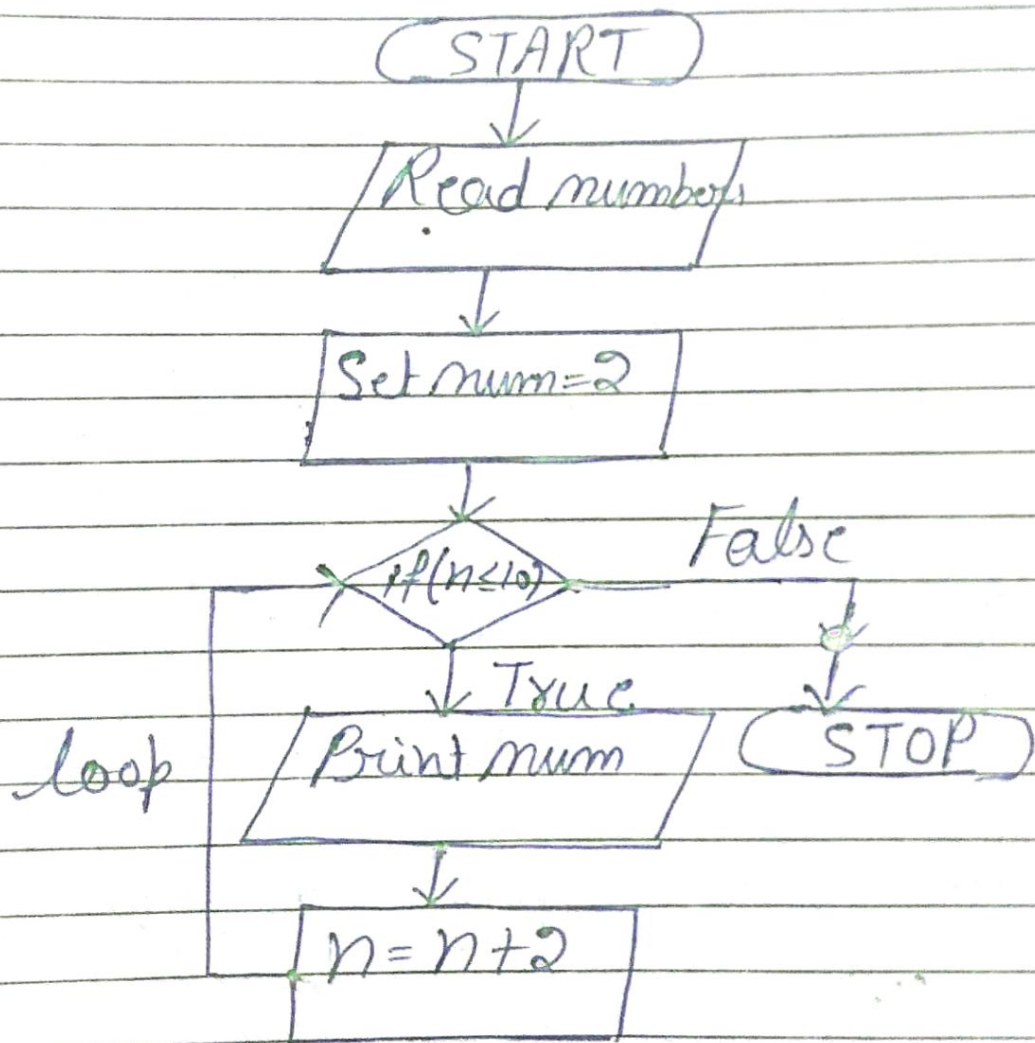 START
Read numbers
Set num=2
if(n≤10)
False
True
loop
Print num
STOP
n=n+2